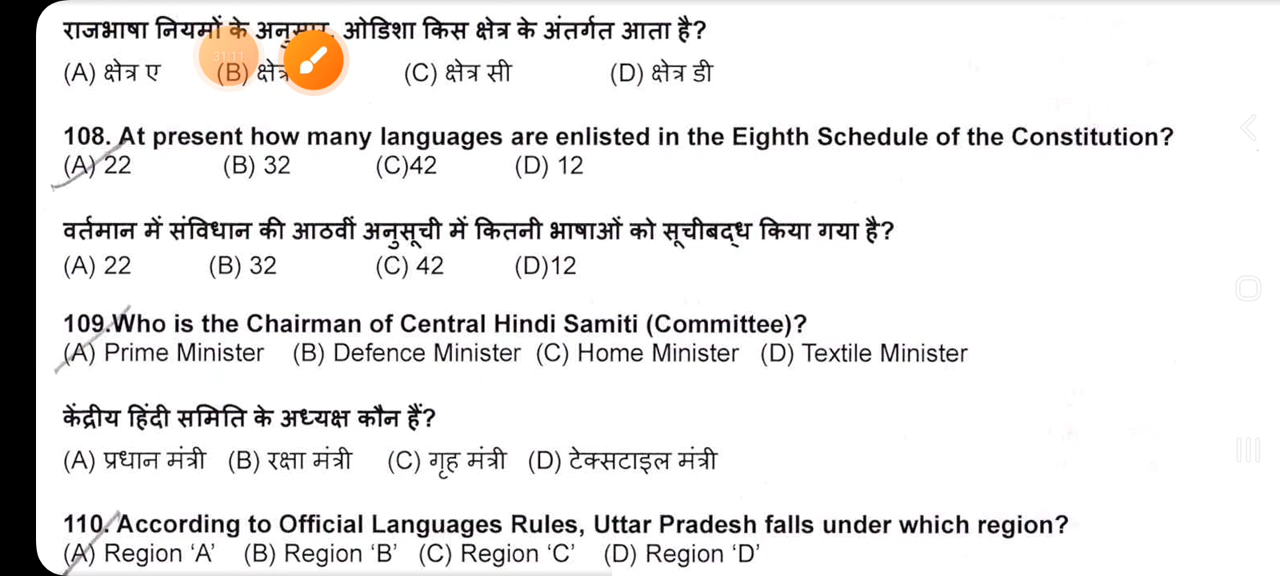 राजभाषा नियमों के अनुसार, ओडिशा किस क्षेत्र के अंतर्गत आता है?
(A) क्षेत्र ए (B) क्षेत्र (C) क्षेत्र सी (D) क्षेत्र डी
31:11
108. At present how many languages are enlisted in the Eighth Schedule of the Constitution?
(A) 22 (B) 32 (C)42 (D) 12
वर्तमान में संविधान की आठवीं अनुसूची में कितनी भाषाओं को सूचीबद्ध किया गया है?
(A) 22 (B) 32 (C) 42 (D)12
109.Who is the Chairman of Central Hindi Samiti (Committee)?
(A) Prime Minister (B) Defence Minister (C) Home Minister (D) Textile Minister
केंद्रीय हिंदी समिति के अध्यक्ष कौन हैं?
(A) प्रधान मंत्री (B) रक्षा मंत्री (C) गृह मंत्री (D) टेक्सटाइल मंत्री
110. According to Official Languages Rules, Uttar Pradesh falls under which region?
(A) Region ‘A’ (B) Region ‘B’ (C) Region ‘C’ (D) Region ‘D’